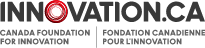 INNOVATION.CA
CANADA FOUNDATION
FOR INNOVATION
FONDATION CANADIENNE
POUR L'INNOVATION